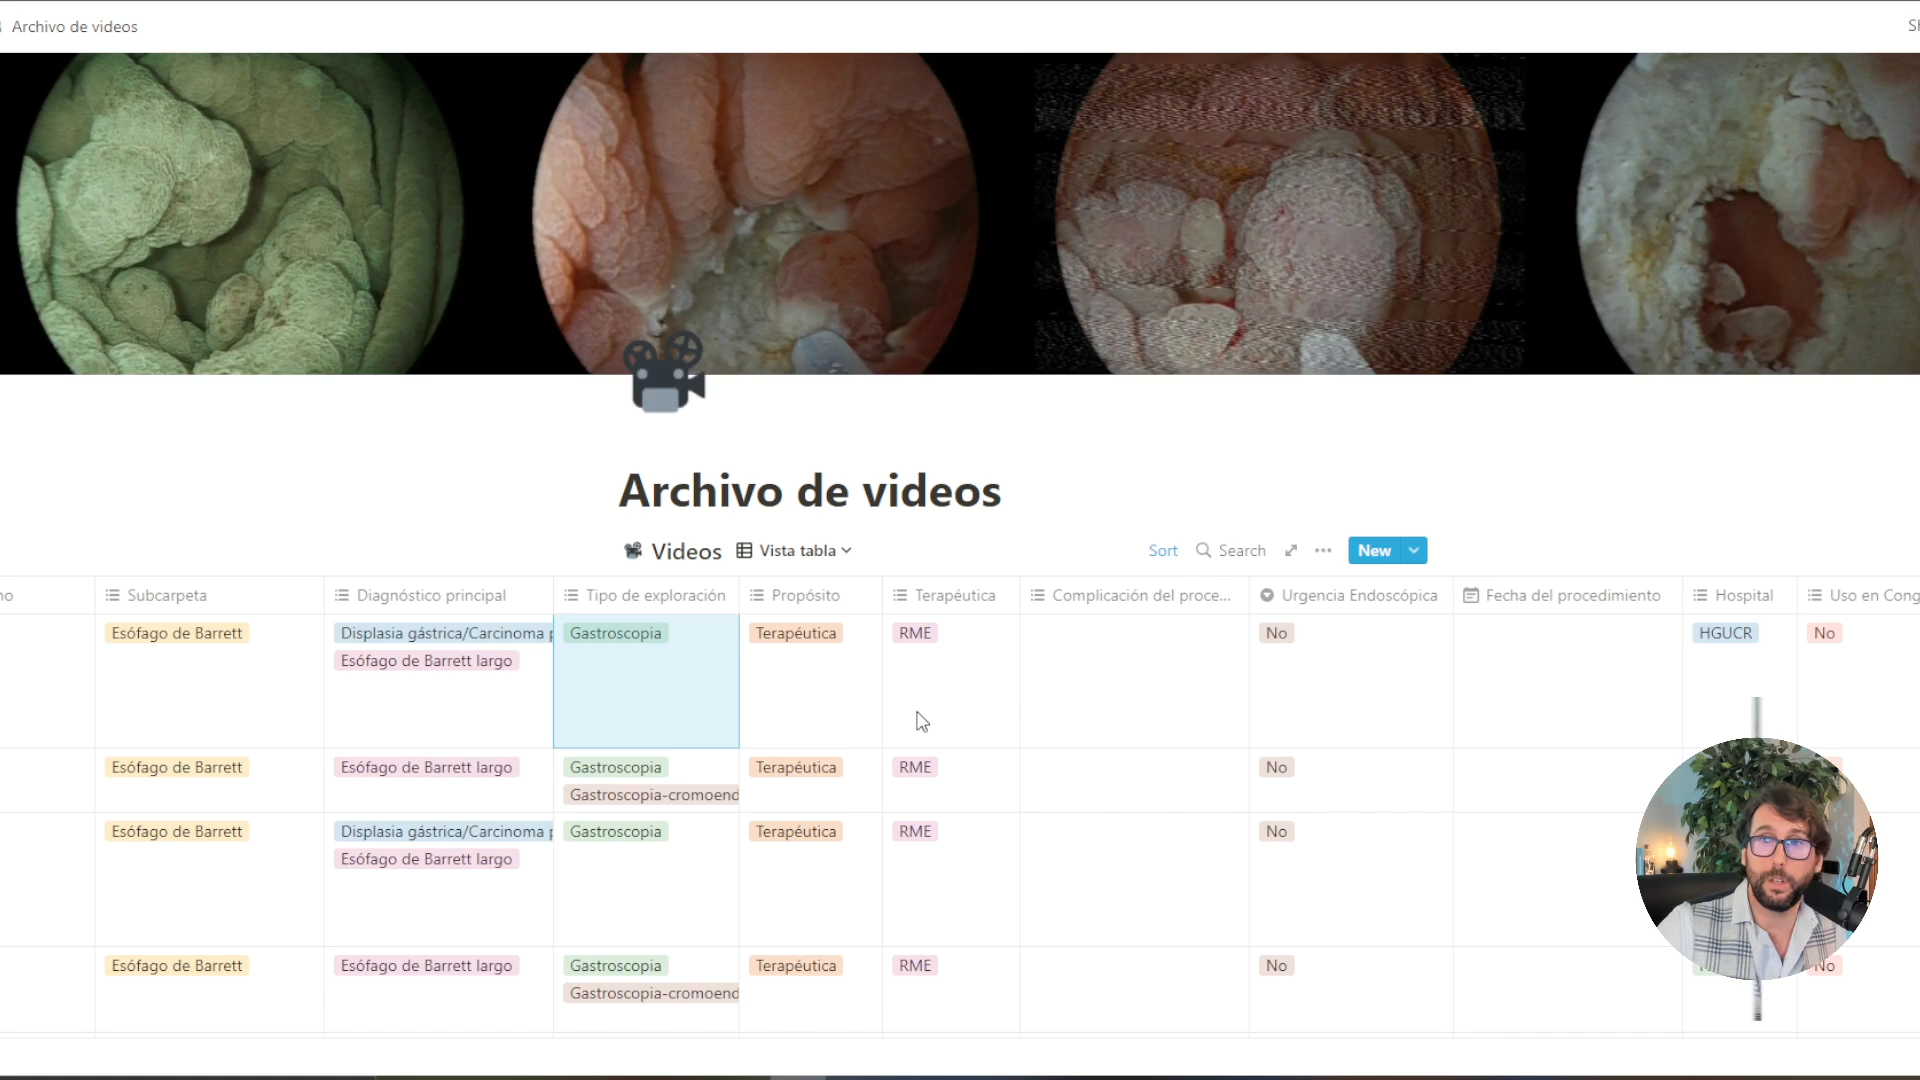 Archivo de videos
Archivo de videos
Videos Vista tabla Sort Search New
Subcarpeta Diagnóstico principal Tipo de exploración Propósito Terapéutica Complicación del proce... Urgencia Endoscópica Fecha del procedimiento Hospital Uso en Cong
Esófago de Barrett Displasia gástrica/Carcinoma Gastroscopia Terapéutica RME No HGUCR No
Esófago de Barrett largo
Esófago de Barrett Esófago de Barrett largo Gastroscopia Terapéutica RME No
Gastroscopia-cromoend
Esófago de Barrett Displasia gástrica/Carcinoma Gastroscopia Terapéutica RME No
Esófago de Barrett largo
Esófago de Barrett Esófago de Barrett largo Gastroscopia Terapéutica RME No No
Gastroscopia-cromoend